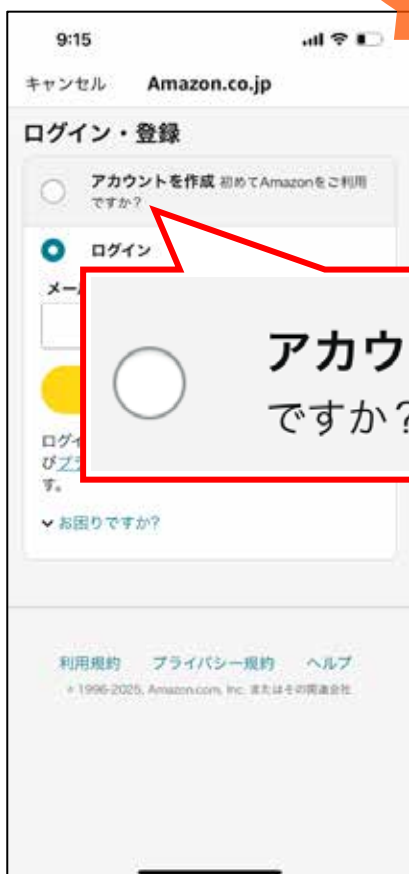 9:15
キャンセル Amazon.co.jp
ログイン・登録
アカウントを作成 初めてAmazonをご利用
ですか?
ログイン
メー
アカウ
ですか?
ログイ
びプラ
す。
お困りですか?
利用規約 プライバシー規約 ヘルプ
© 1996-2025, Amazon.com, Inc. またはその関連会社